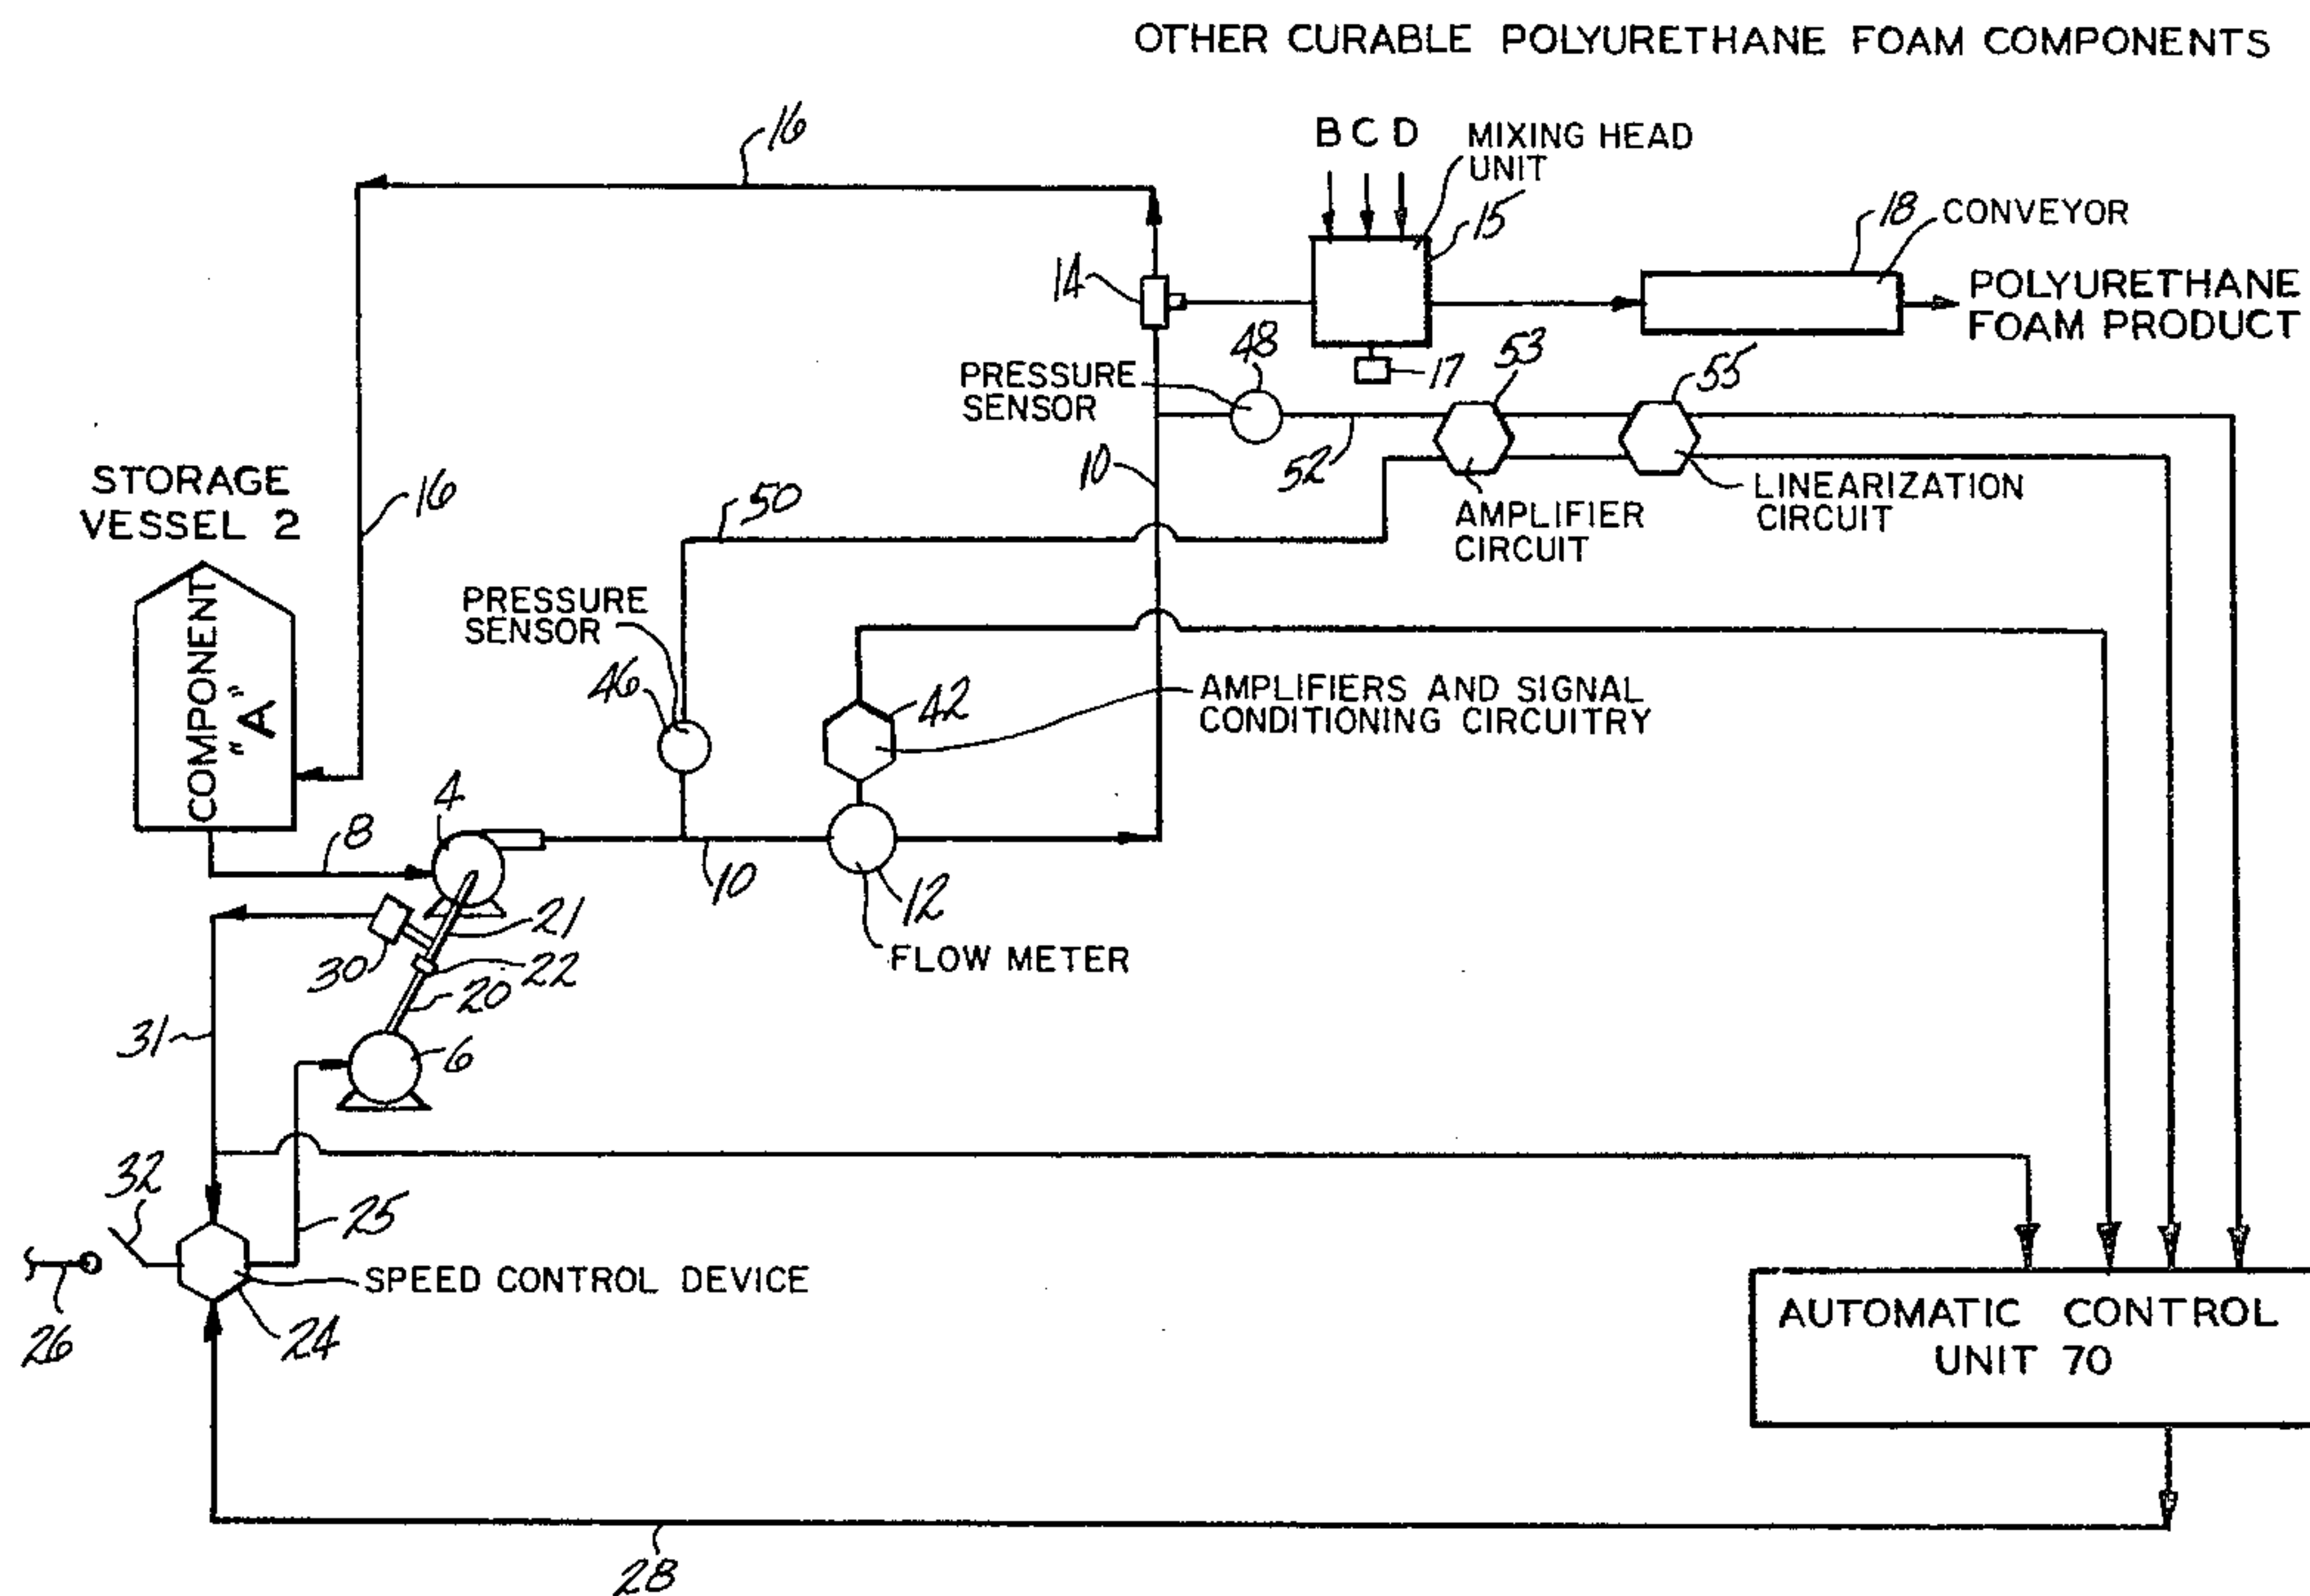 OTHER CURABLE POLYURETHANE FOAM COMPONENTS
16
B C D
MIXING HEAD
UNIT
15
18
CONVEYOR
14
POLYURETHANE
FOAM PRODUCT
48
53
17
55
PRESSURE
SENSOR
52
10
STORAGE
VESSEL 2
16
50
AMPLIFIER
CIRCUIT
LINEARIZATION
CIRCUIT
COMPONENT
"A"
PRESSURE
SENSOR
46
42
AMPLIFIERS AND SIGNAL
CONDITIONING CIRCUITRY
4
8
10
12
21
FLOW METER
30
22
20
31
6
32
25
26
SPEED CONTROL DEVICE
24
AUTOMATIC CONTROL
UNIT 70
28